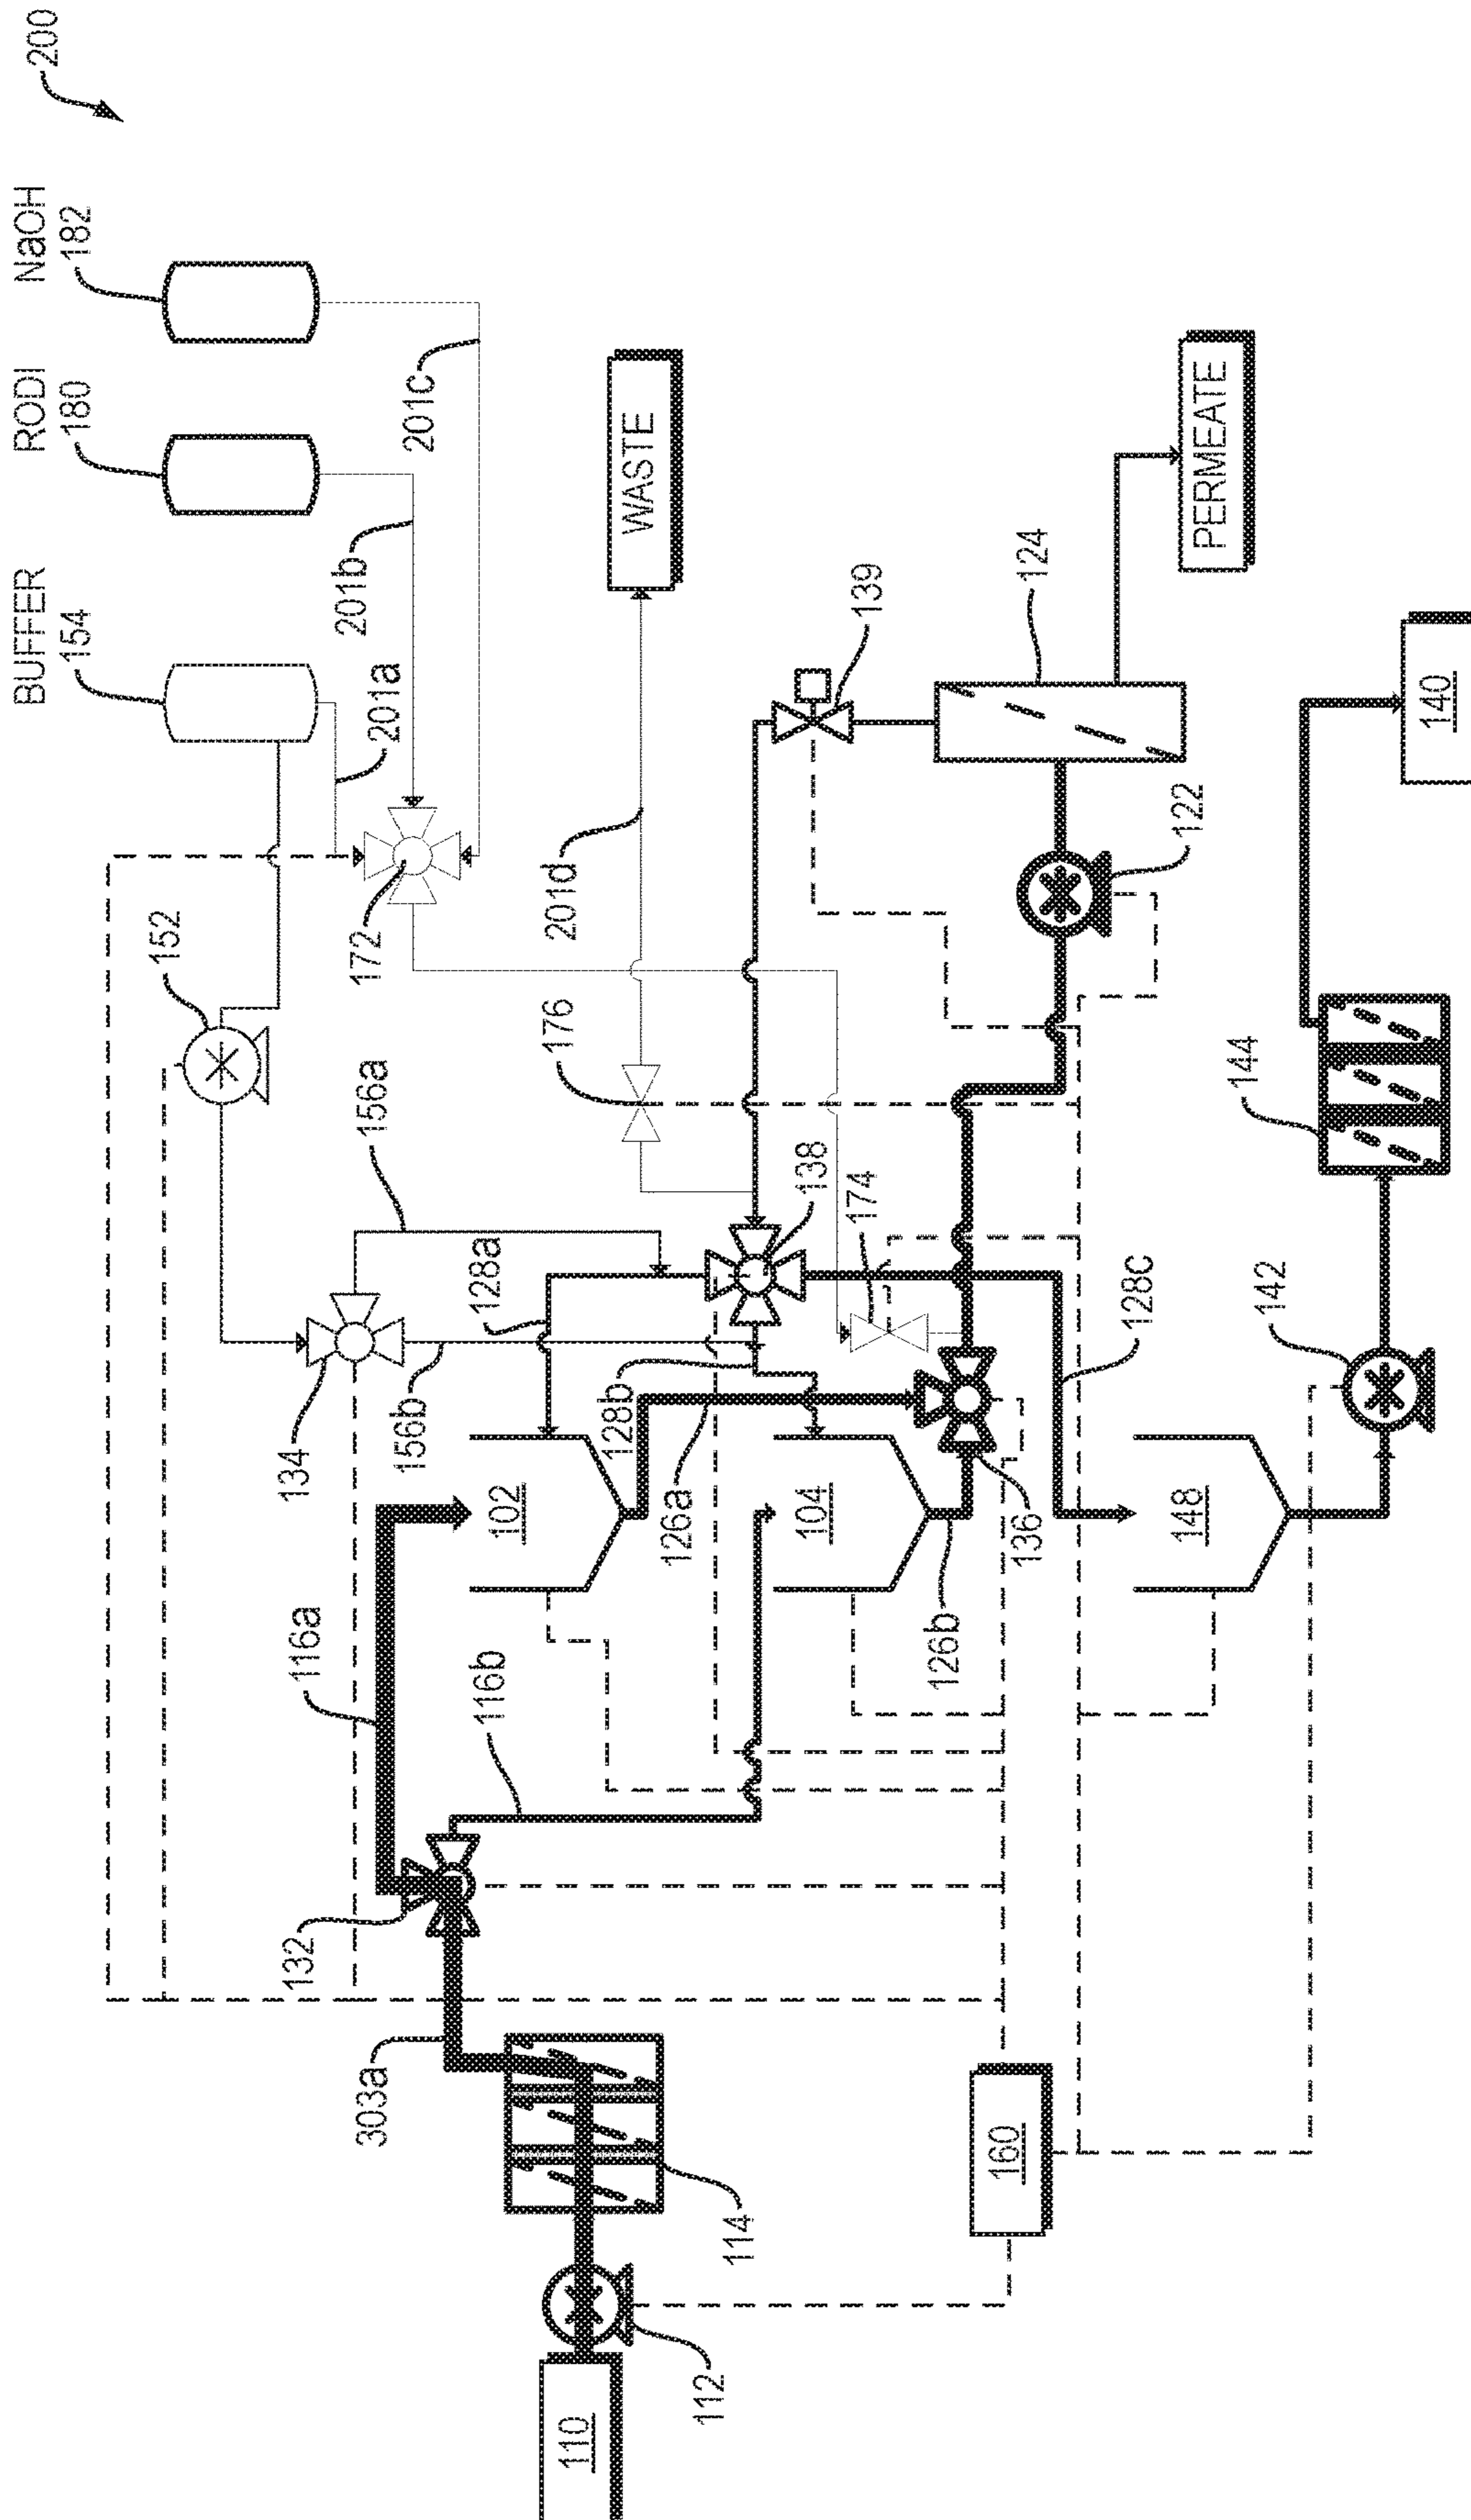 200
NaOH
182
RODI
180
BUFFER
154
201c
201b
201a
WASTE
PERMEATE
124
139
140
122
201d
172
152
176
144
156a
138
174
128a
128c
142
134
156b
128b
102
126a
104
136
148
116a
116b
126b
132
303a
114
160
112
110